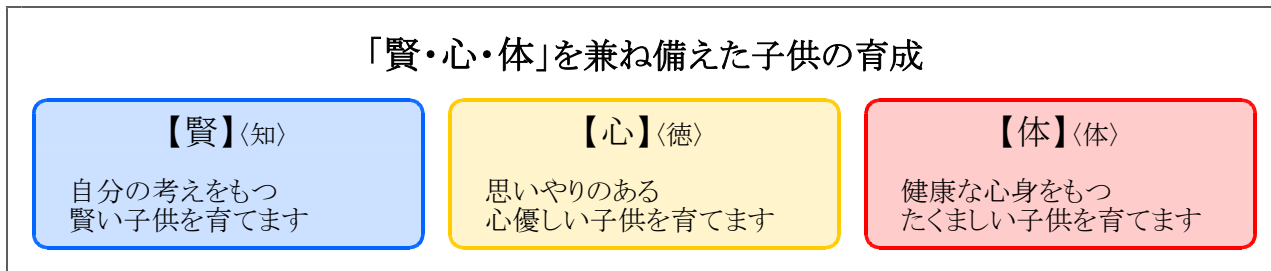 「賢・心・体」を兼ね備えた子供の育成
【賢】〈知〉
自分の考えをもつ
賢い子供を育てます
【心】〈徳〉
思いやりのある
心優しい子供を育てます
【体】〈体〉
健康な心身をもつ
たくましい子供を育てます